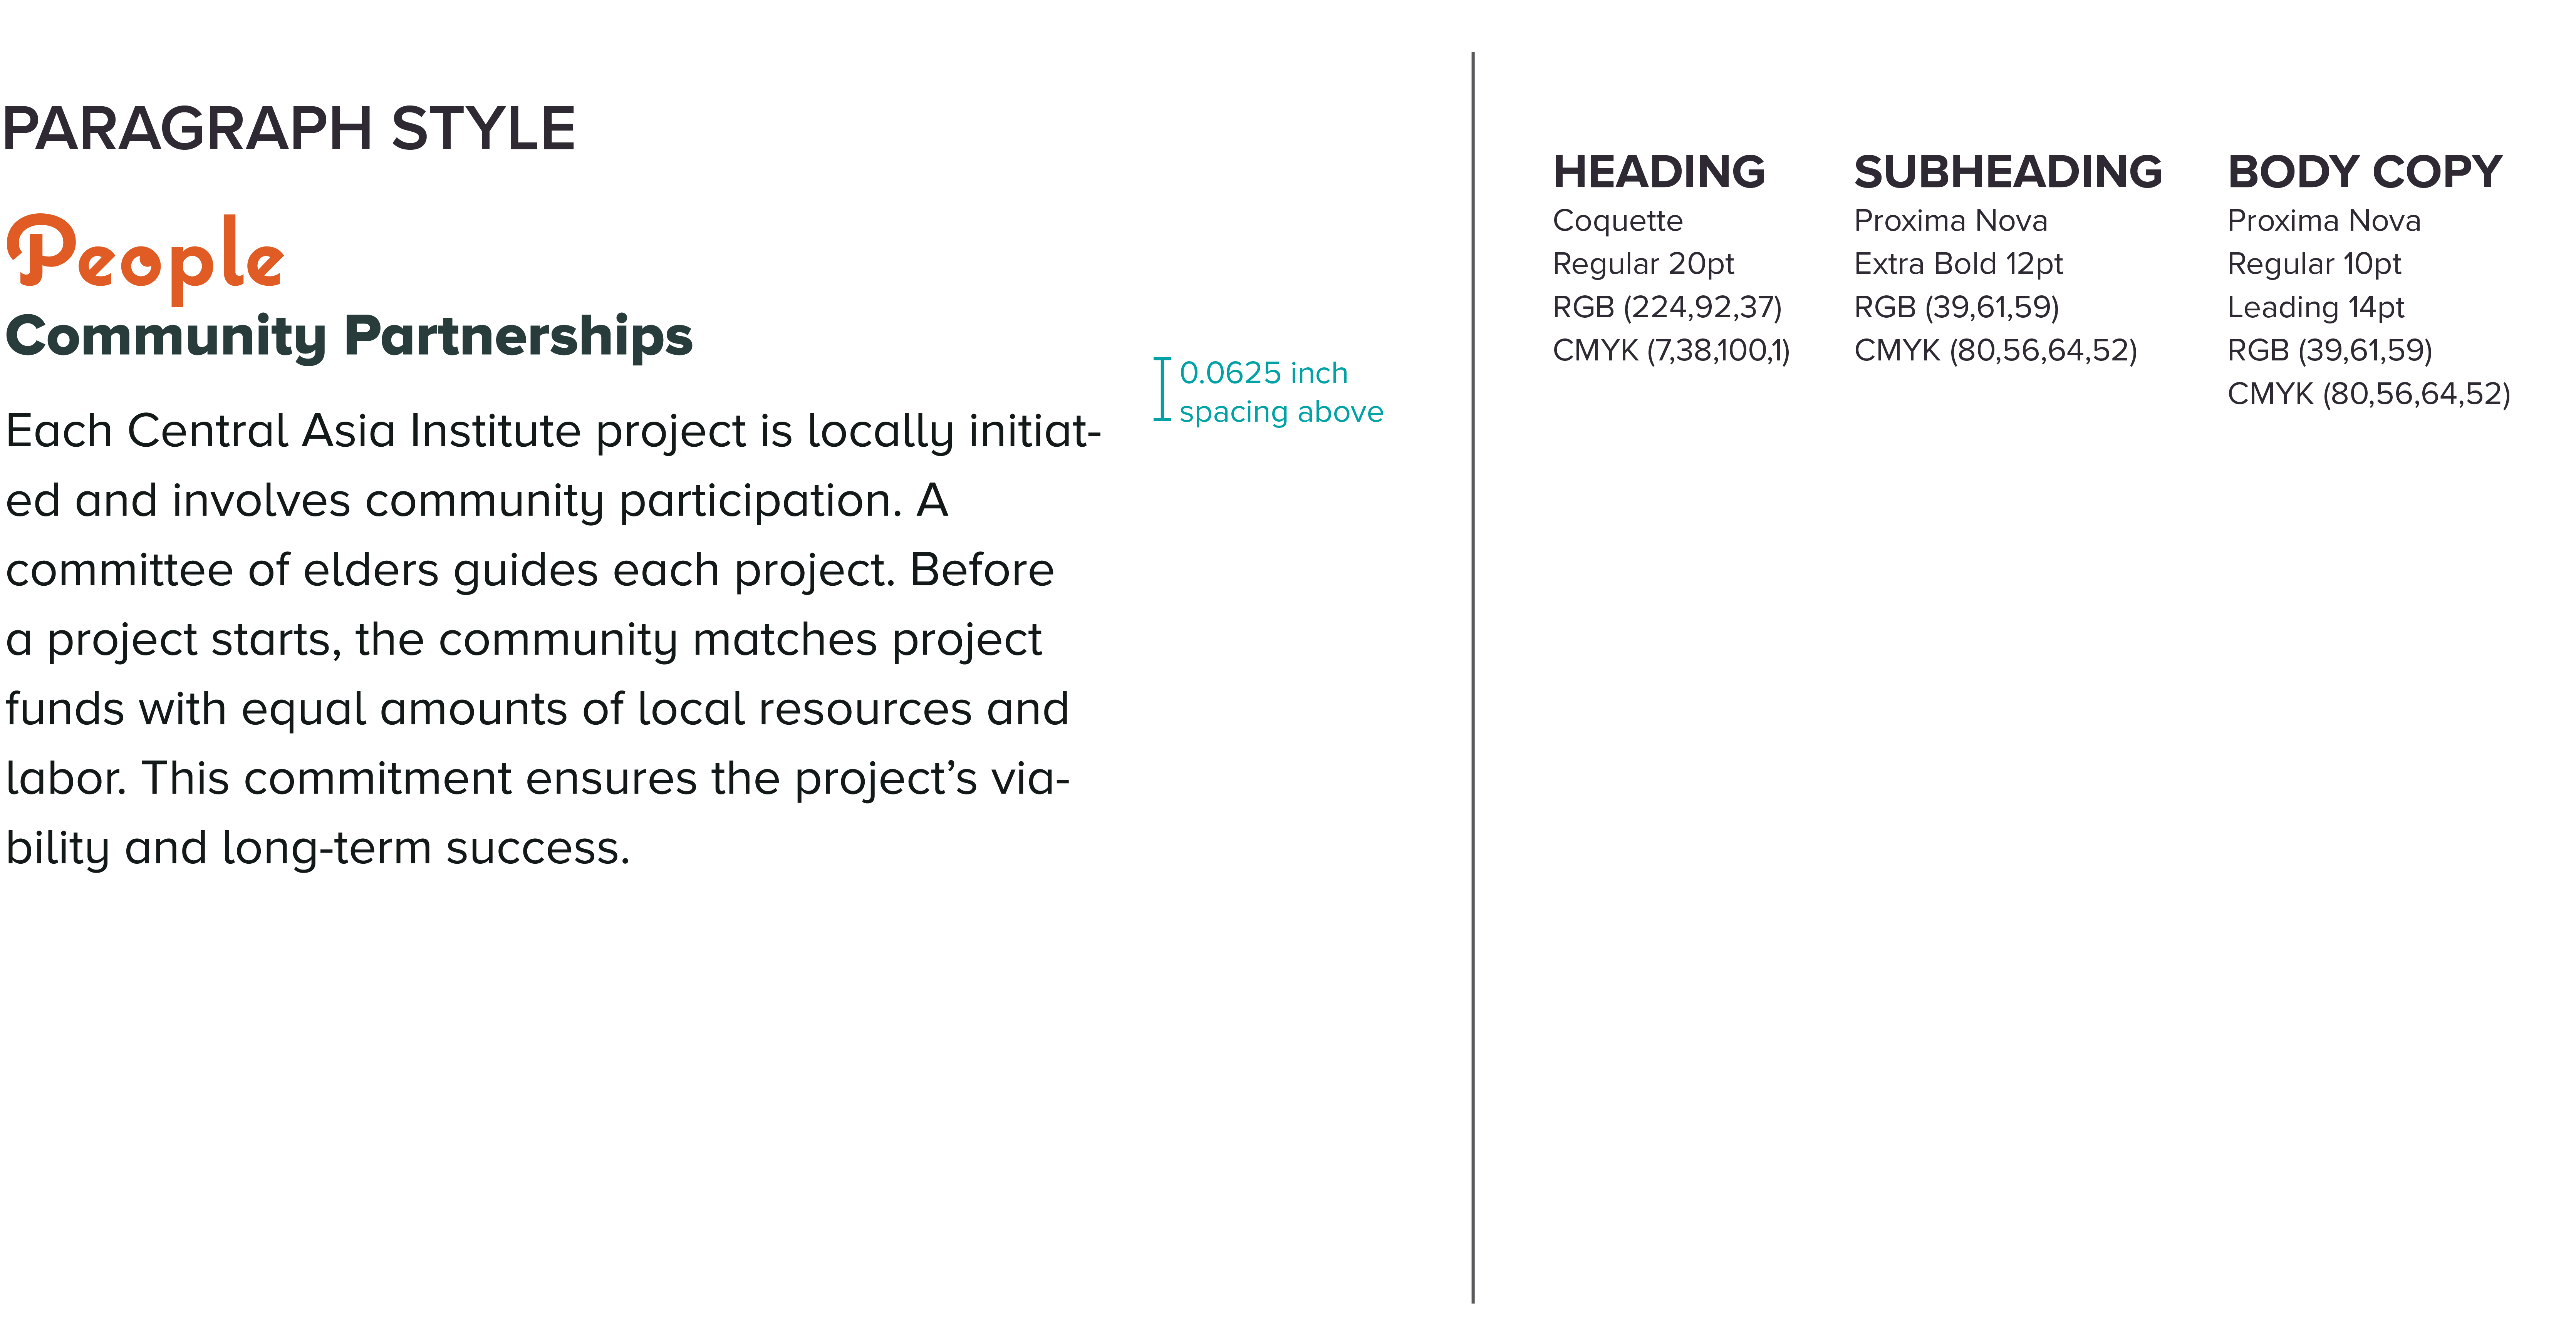 PARAGRAPH STYLE
People
Community Partnerships
Each Central Asia Institute project is locally initiat-
ed and involves community participation. A
committee of elders guides each project. Before
a project starts, the community matches project
funds with equal amounts of local resources and
labor. This commitment ensures the project’s via-
bility and long-term success.
0.0625 inch
spacing above
HEADING
Coquette
Regular 20pt
RGB (224,92,37)
CMYK (7,38,100,1)
SUBHEADING
Proxima Nova
Extra Bold 12pt
RGB (39,61,59)
CMYK (80,56,64,52)
BODY COPY
Proxima Nova
Regular 10pt
Leading 14pt
RGB (39,61,59)
CMYK (80,56,64,52)